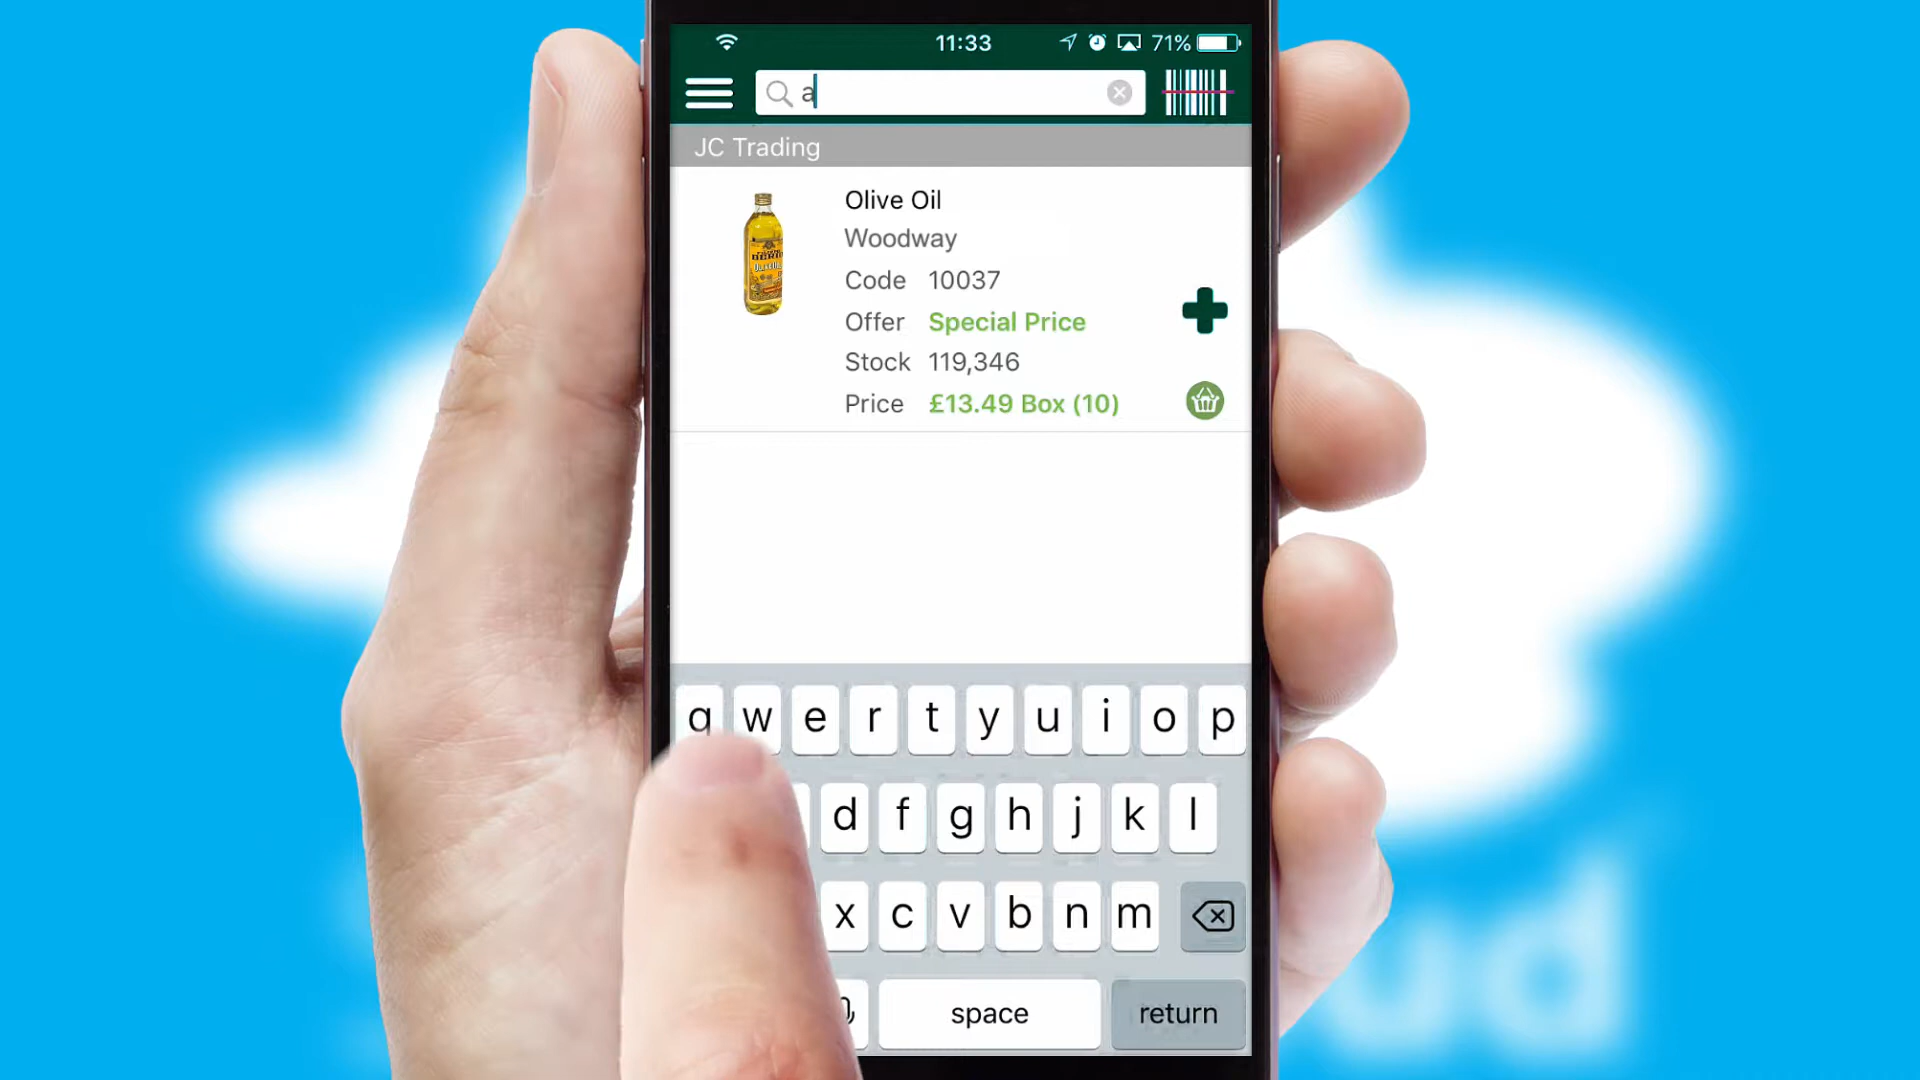 11:33
71%
a
JC Trading
Olive Oil
Woodway
Code 10037
Offer Special Price
Stock 119,346
Price £13.49 Box (10)
q w e r t y u i o p
d f g h j k l
x c v b n m
space return
ud